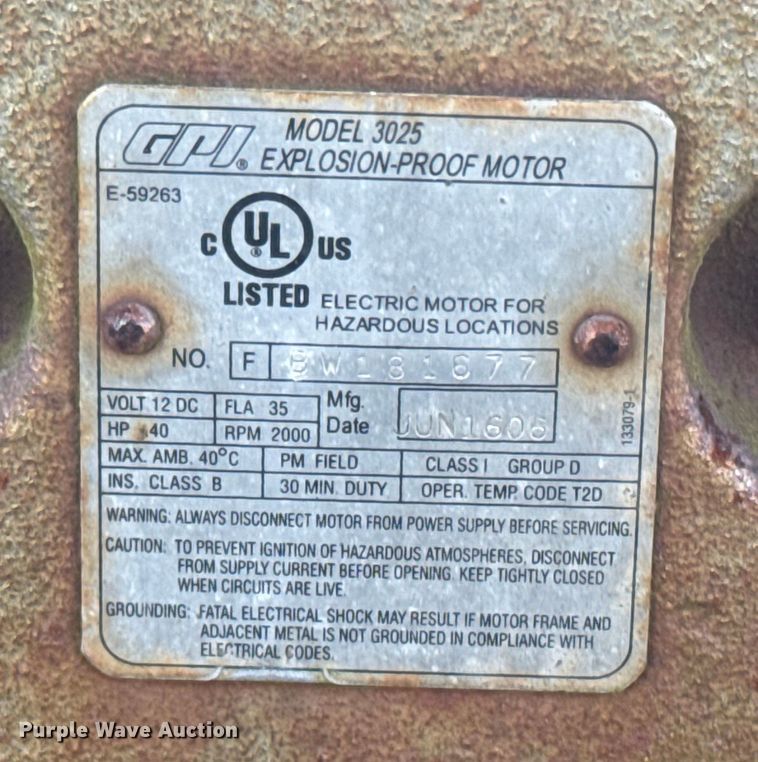 GPI® MODEL 3025
EXPLOSION-PROOF MOTOR
E-59263
C UL® US
LISTED ELECTRIC MOTOR FOR
HAZARDOUS LOCATIONS
NO. F BW181677
VOLT 12 DC FLA 35 Mfg.
HP .40 RPM 2000 Date JUN1606
133079-1
MAX. AMB. 40°C PM FIELD CLASS I GROUP D
INS. CLASS B 30 MIN. DUTY OPER. TEMP. CODE T2D
WARNING: ALWAYS DISCONNECT MOTOR FROM POWER SUPPLY BEFORE SERVICING.
CAUTION: TO PREVENT IGNITION OF HAZARDOUS ATMOSPHERES, DISCONNECT
FROM SUPPLY CURRENT BEFORE OPENING. KEEP TIGHTLY CLOSED
WHEN CIRCUITS ARE LIVE.
GROUNDING: FATAL ELECTRICAL SHOCK MAY RESULT IF MOTOR FRAME AND
ADJACENT METAL IS NOT GROUNDED IN COMPLIANCE WITH
ELECTRICAL CODES.
Purple Wave Auction